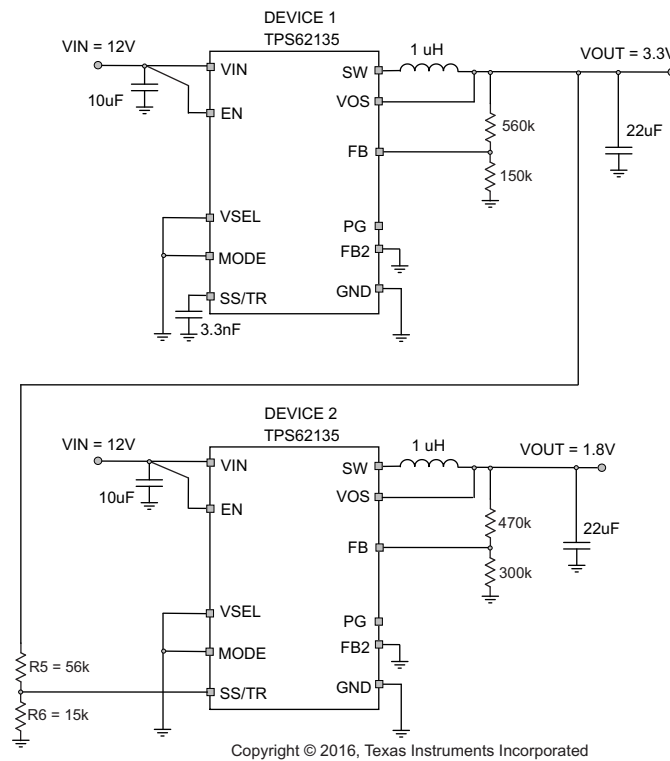 DEVICE 1
TPS62135
VIN = 12V
10uF
VIN
EN
VSEL
MODE
SS/TR
3.3nF
SW
VOS
FB
PG
FB2
GND
1 uH
560k
150k
VOUT = 3.3V
22uF
DEVICE 2
TPS62135
VIN = 12V
10uF
VIN
EN
VSEL
MODE
SS/TR
R5 = 56k
R6 = 15k
SW
VOS
FB
PG
FB2
GND
1 uH
470k
300k
VOUT = 1.8V
22uF
Copyright © 2016, Texas Instruments Incorporated